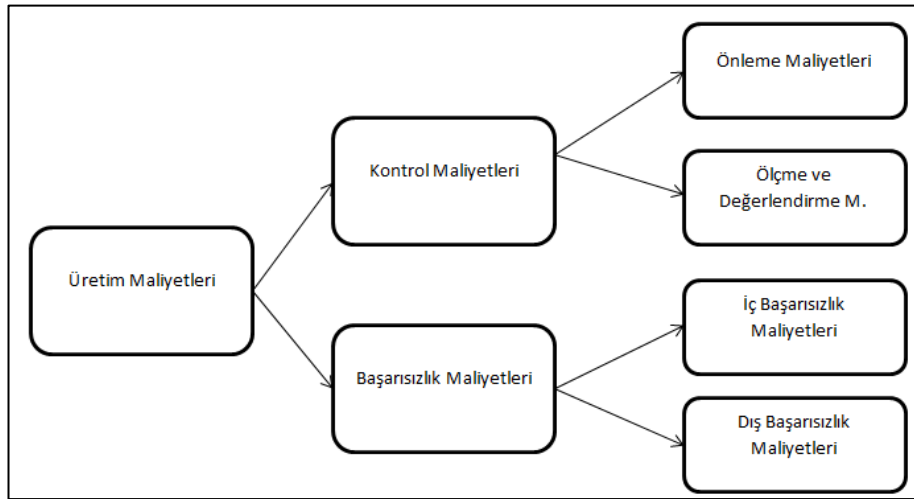 Üretim Maliyetleri
Kontrol Maliyetleri
Önleme Maliyetleri
Ölçme ve
Değerlendirme M.
Başarısızlık Maliyetleri
İç Başarısızlık
Maliyetleri
Dış Başarısızlık
Maliyetleri